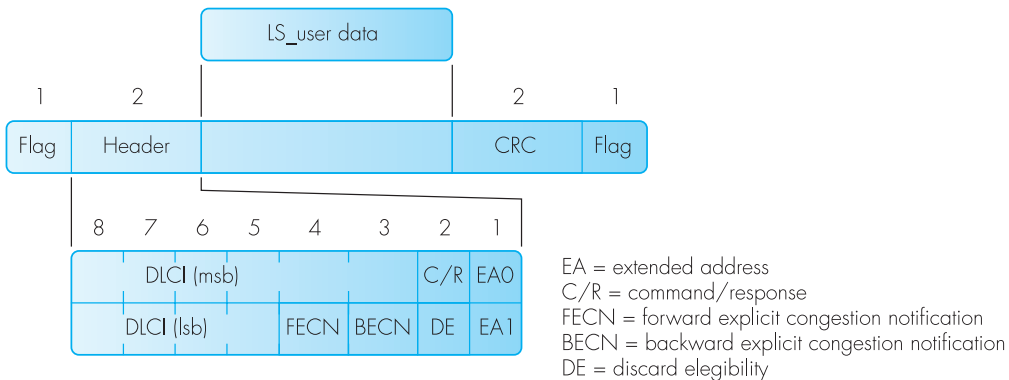 LS_user data
1 2 2 1
Flag Header CRC Flag
8 7 6 5 4 3 2 1
DLCI (msb) C/R EA0
DLCI (lsb) FECN BECN DE EA1
EA = extended address
C/R = command/response
FECN = forward explicit congestion notification
BECN = backward explicit congestion notification
DE = discard elegibility